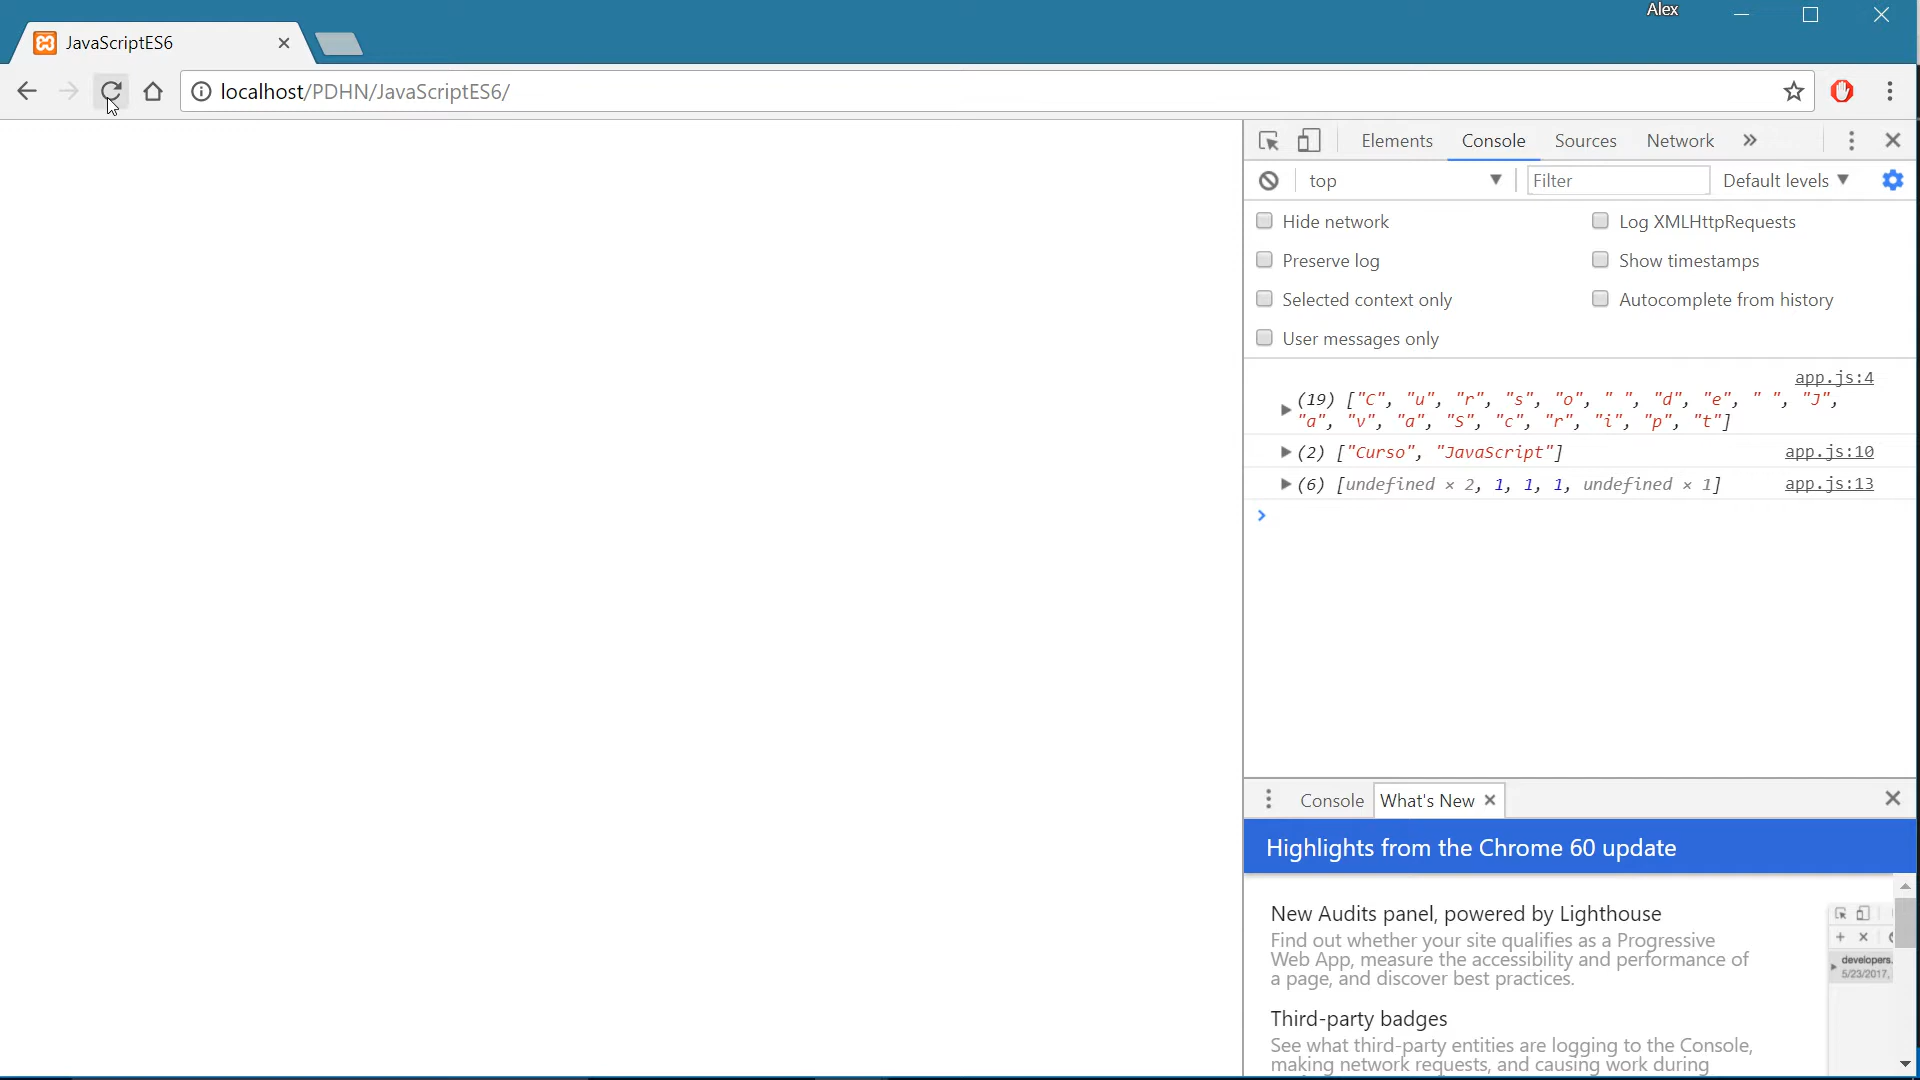 Alex
JavaScriptES6
localhost/PDHN/JavaScriptES6/
Elements Console Sources Network
top Filter Default levels
Hide network Log XMLHttpRequests
Preserve log Show timestamps
Selected context only Autocomplete from history
User messages only
app.js:4
(19) ["C", "u", "r", "s", "o", " ", "d", "e", " ", "J",
"a", "v", "a", "S", "c", "r", "i", "p", "t"]
(2) ["Curso", "JavaScript"] app.js:10
(6) [undefined × 2, 1, 1, 1, undefined × 1] app.js:13
Console What's New
Highlights from the Chrome 60 update
New Audits panel, powered by Lighthouse
Find out whether your site qualifies as a Progressive
Web App, measure the accessibility and performance of
a page, and discover best practices.
developers.
5/23/2017,
Third-party badges
See what third-party entities are logging to the Console,
making network requests, and causing work during